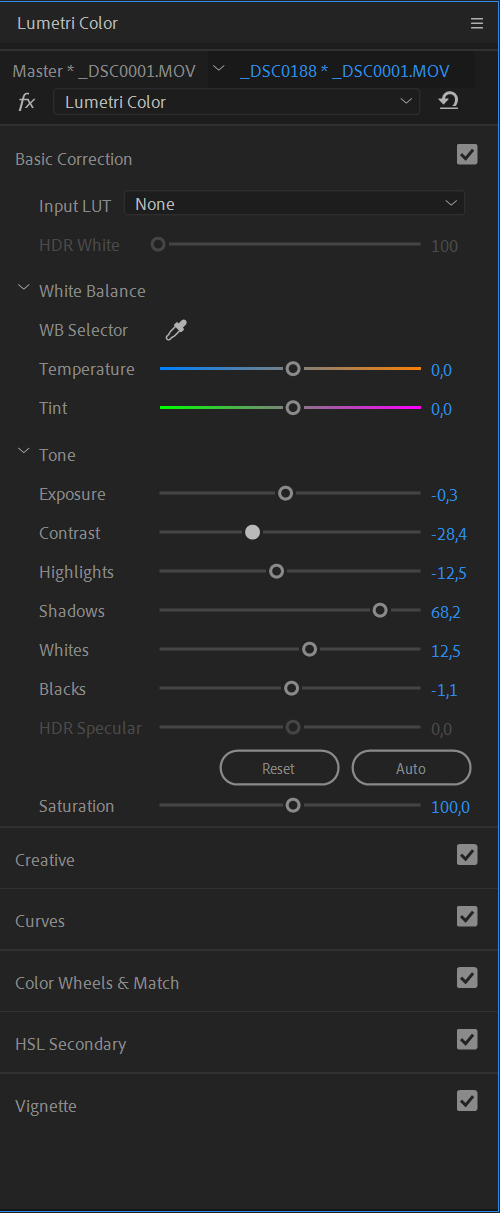 Lumetri Color
Master * _DSC0001.MOV _DSC0188 * _DSC0001.MOV
fx Lumetri Color
Basic Correction
Input LUT None
HDR White 100
White Balance
WB Selector
Temperature 0,0
Tint 0,0
Tone
Exposure -0,3
Contrast -28,4
Highlights -12,5
Shadows 68,2
Whites 12,5
Blacks -1,1
HDR Specular 0,0
Reset Auto
Saturation 100,0
Creative
Curves
Color Wheels & Match
HSL Secondary
Vignette